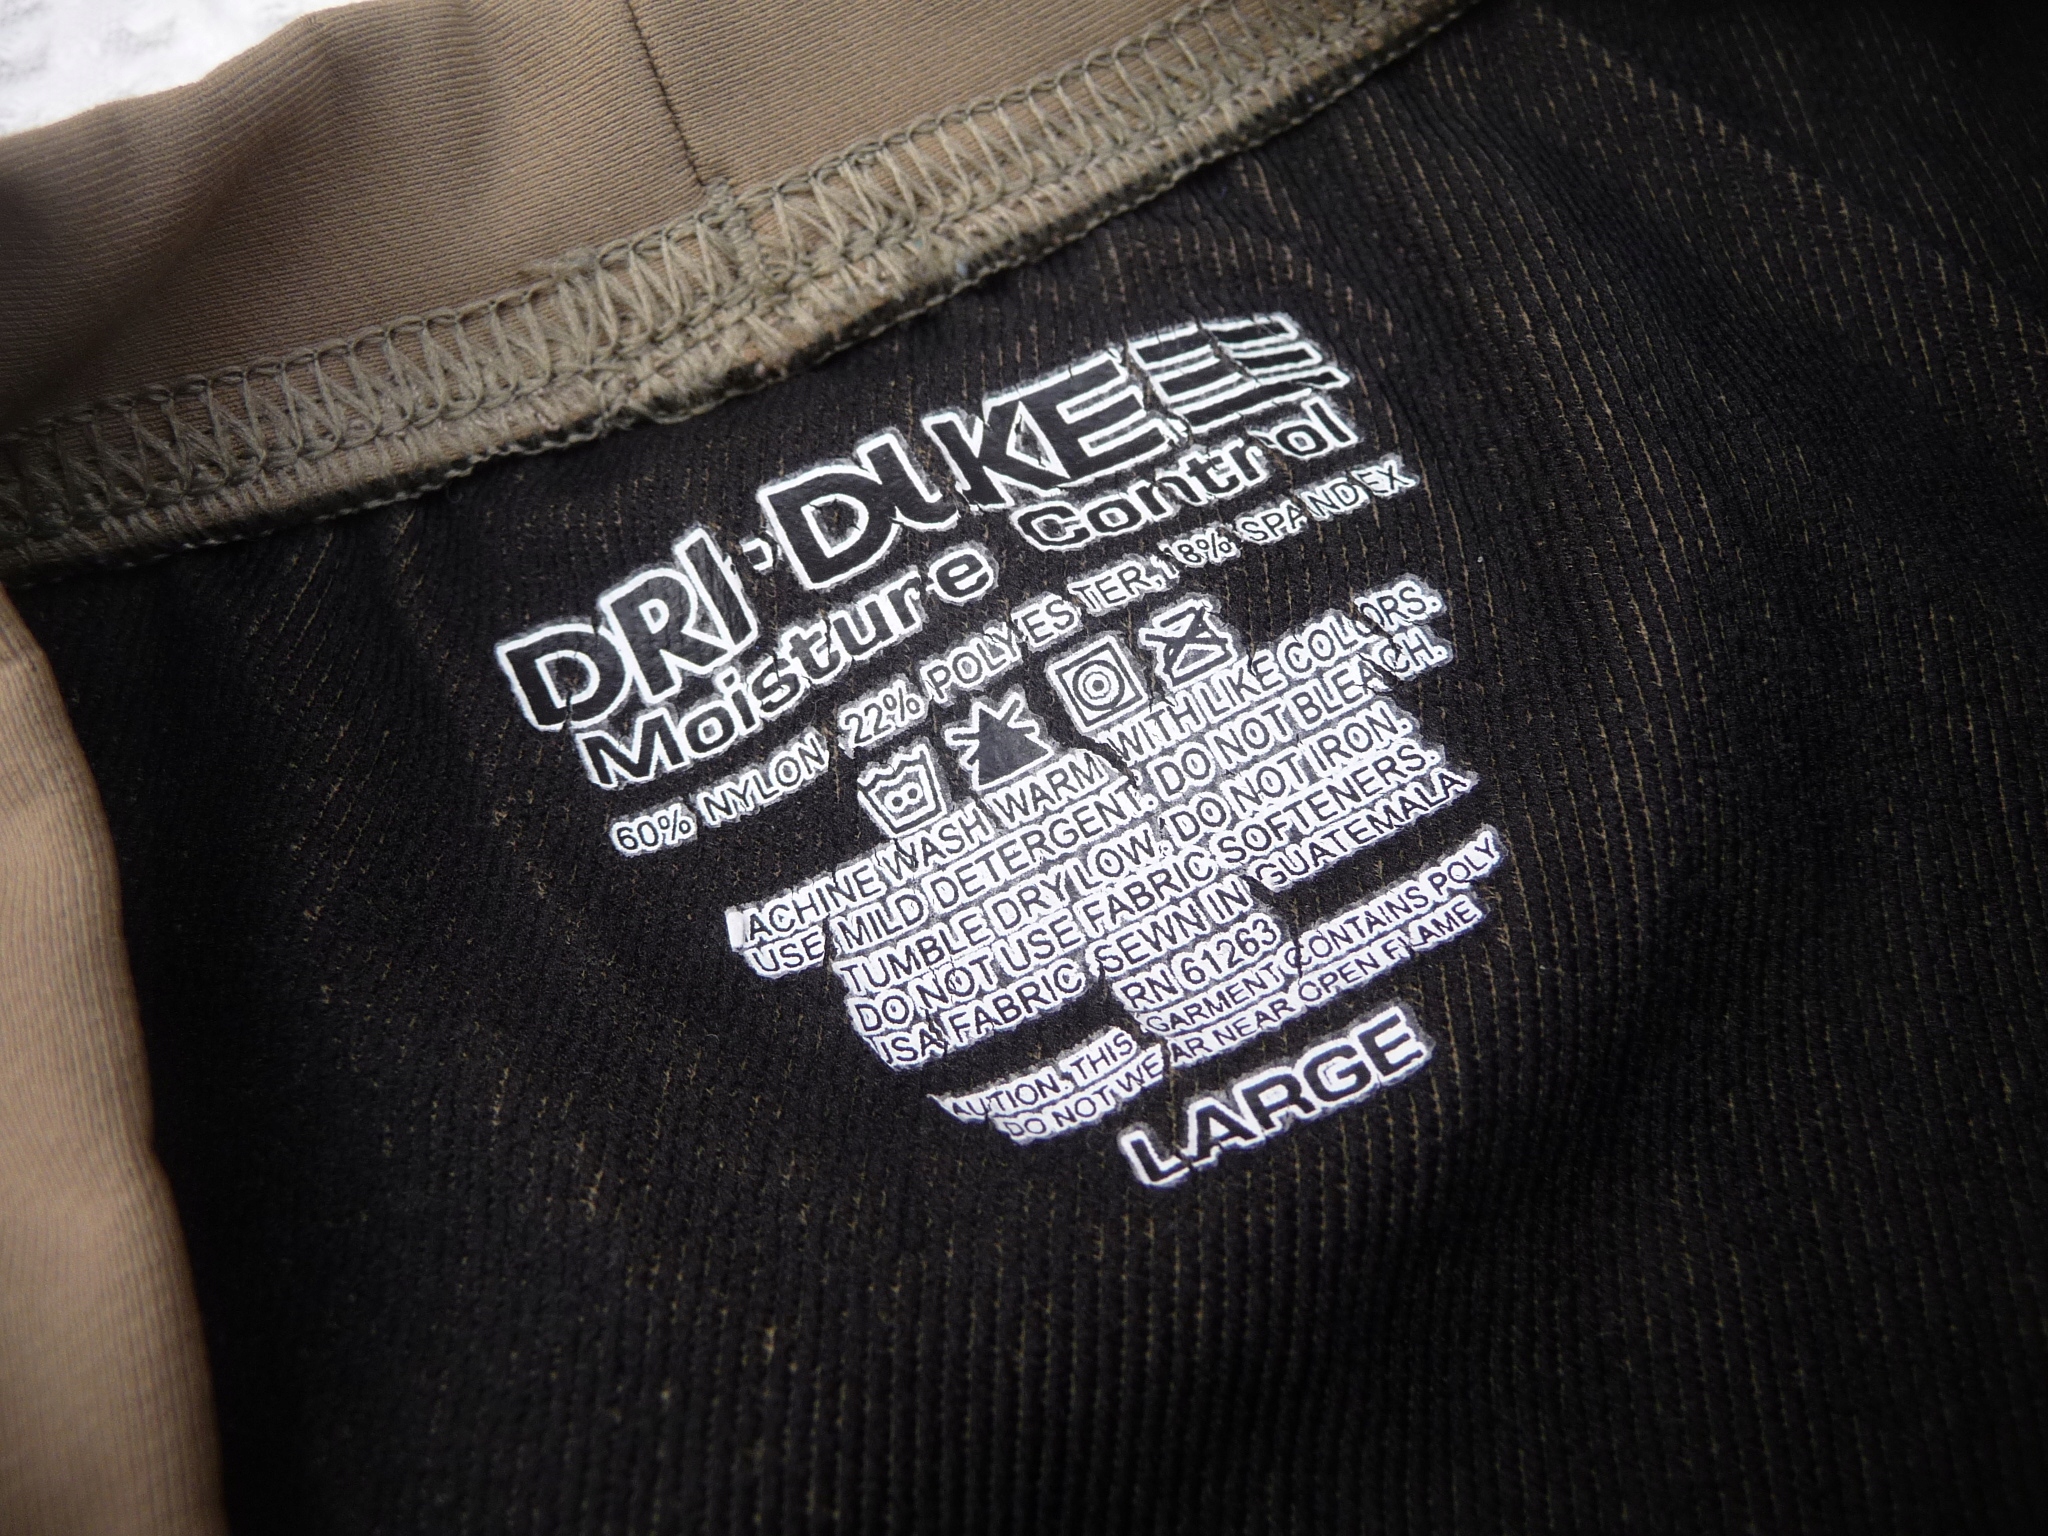 DRI·DUKE
Moisture Control
60% NYLON 22% POLYESTER, 18% SPANDEX
ACHINE WASH WARM WITH LIKE COLORS.
USE MILD DETERGENT. DO NOT BLEACH.
TUMBLE DRY LOW. DO NOT IRON.
DO NOT USE FABRIC SOFTENERS.
USA FABRIC SEWN IN GUATEMALA
RN 61263
AUTION. THIS GARMENT CONTAINS POLY
DO NOT WEAR NEAR OPEN FLAME
LARGE